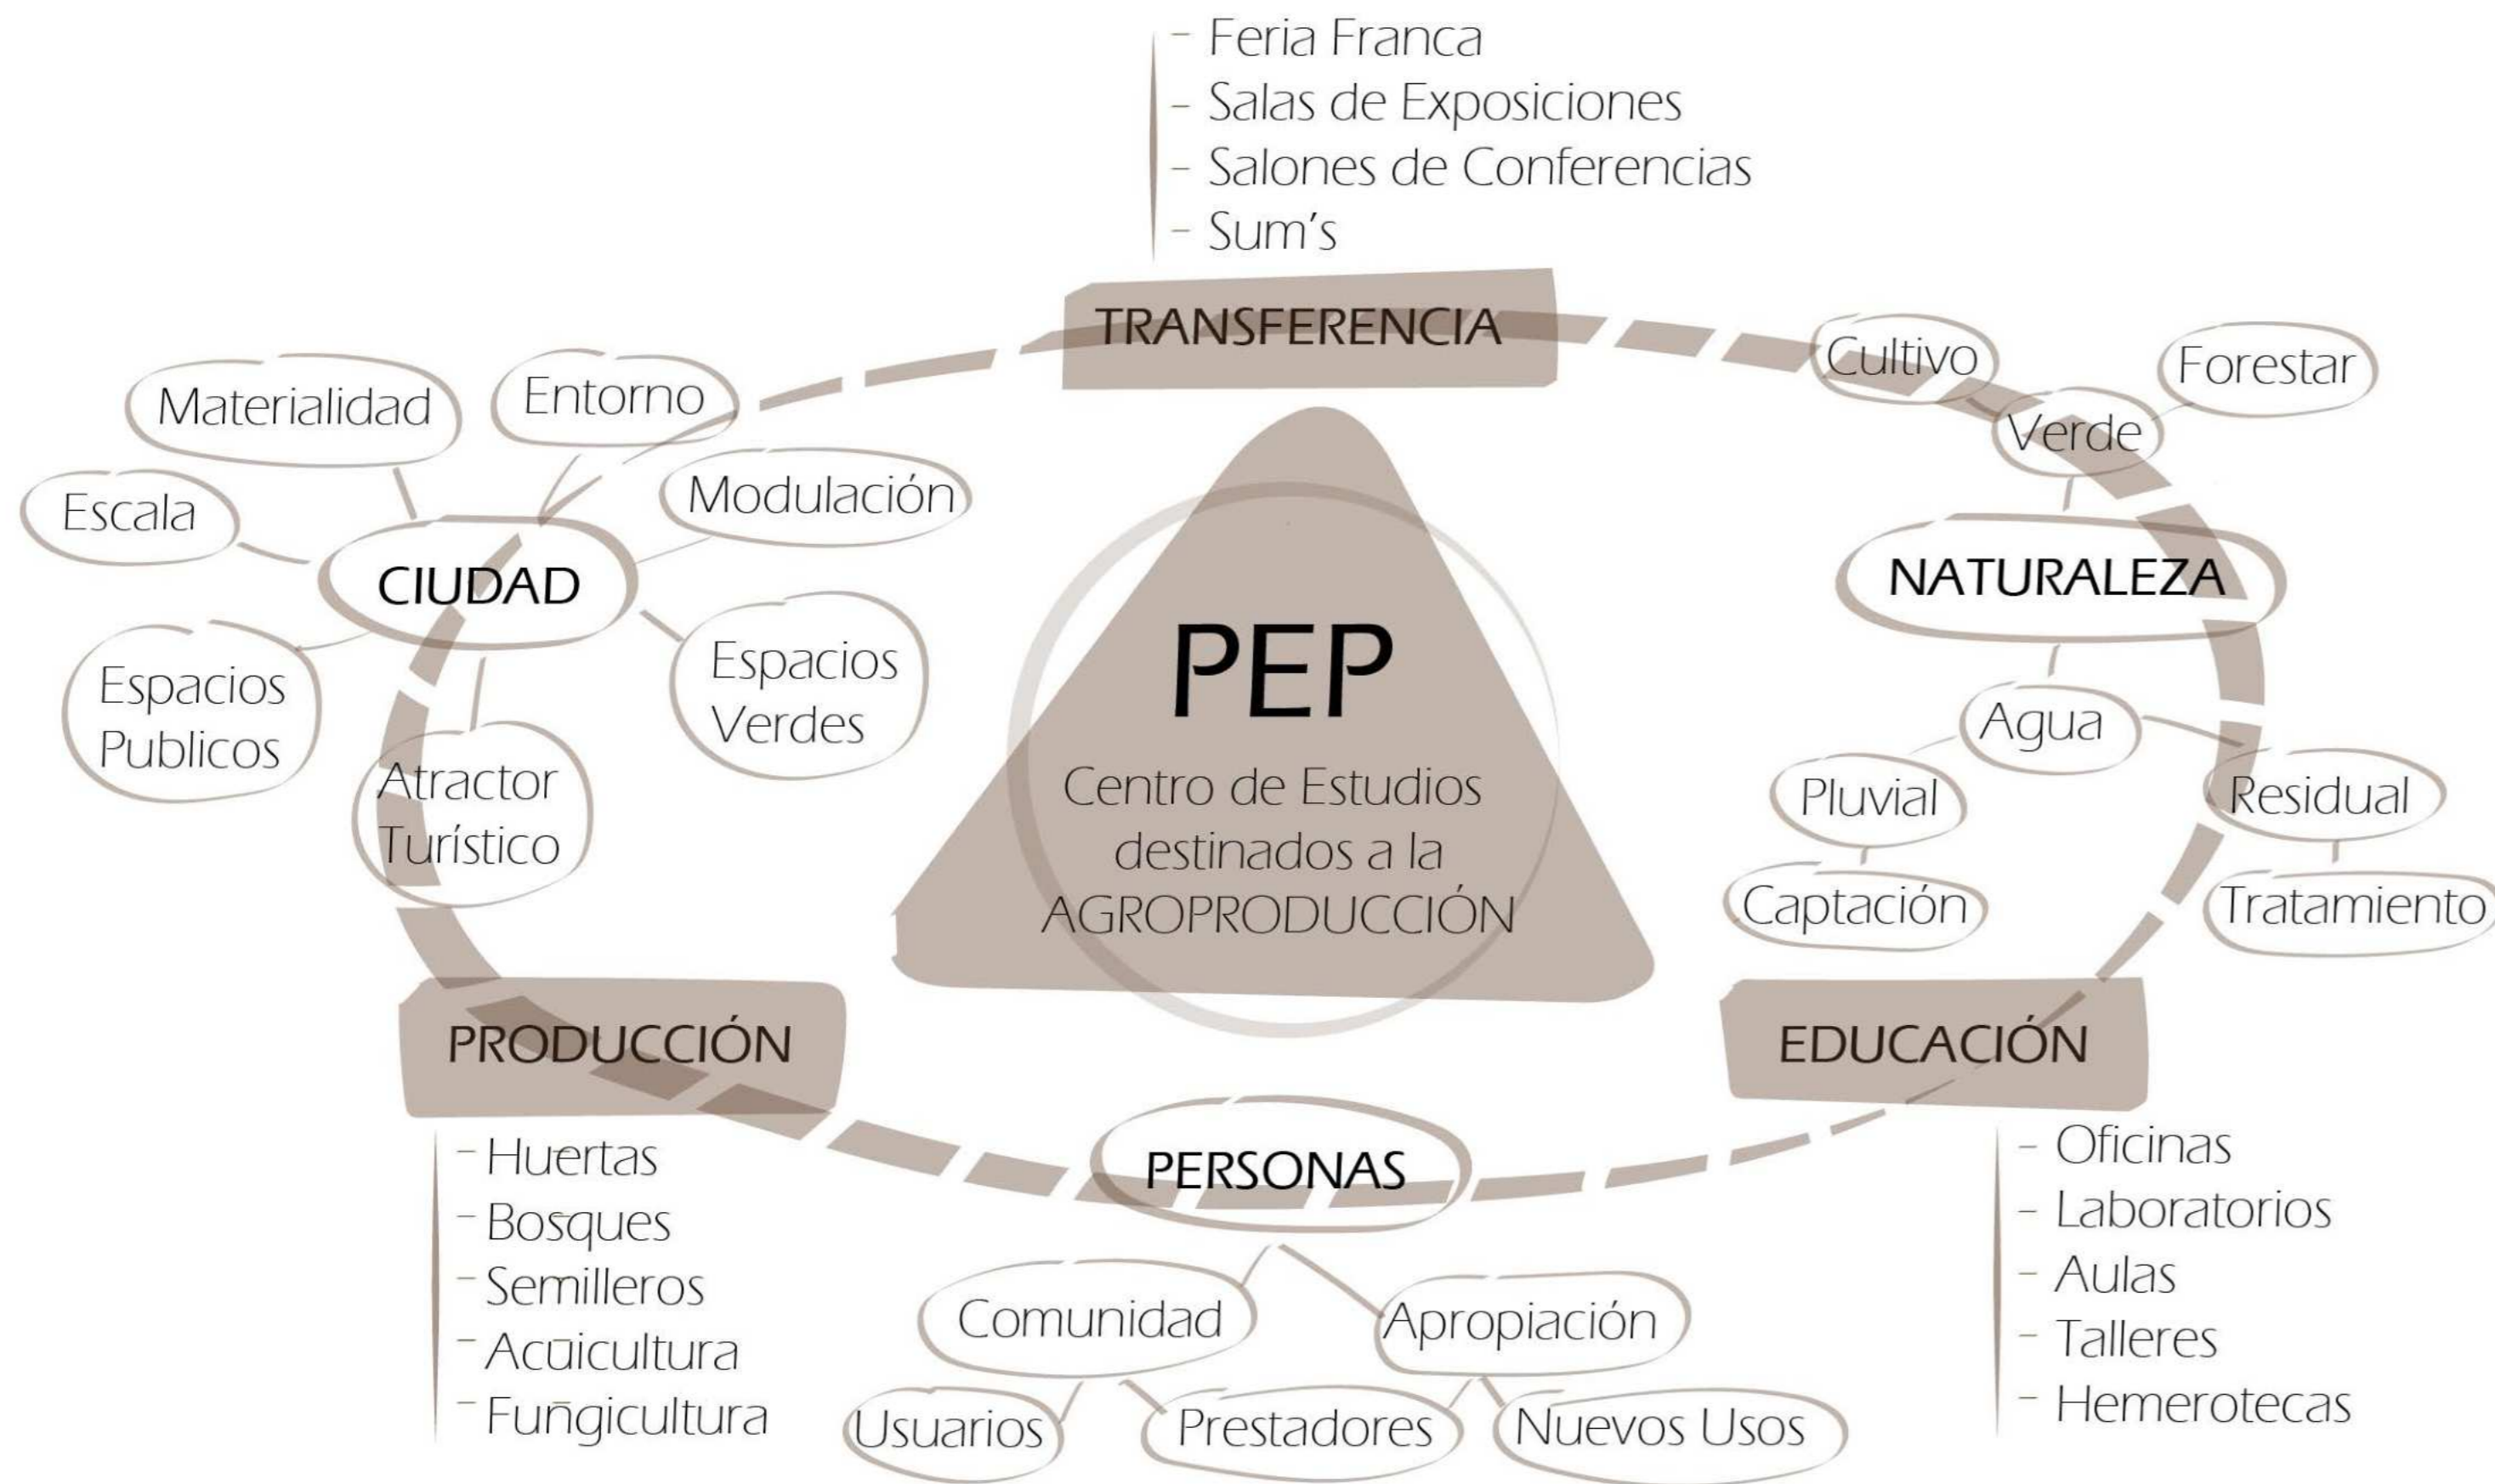 - Feria Franca
- Salas de Exposiciones
- Salones de Conferencias
- Sum's
TRANSFERENCIA
Materialidad
Entorno
Escala
Modulación
CIUDAD
Espacios
Publicos
Atractor
Turístico
Espacios
Verdes
Cultivo
Forestar
Verde
NATURALEZA
Agua
Pluvial
Residual
Captación
Tratamiento
PEP
Centro de Estudios
destinados a la
AGROPRODUCCIÓN
PRODUCCIÓN
- Huertas
- Bosques
- Semilleros
- Acuicultura
- Fungicultura
PERSONAS
Comunidad
Apropiación
Usuarios
Prestadores
Nuevos Usos
EDUCACIÓN
- Oficinas
- Laboratorios
- Aulas
- Talleres
- Hemerotecas